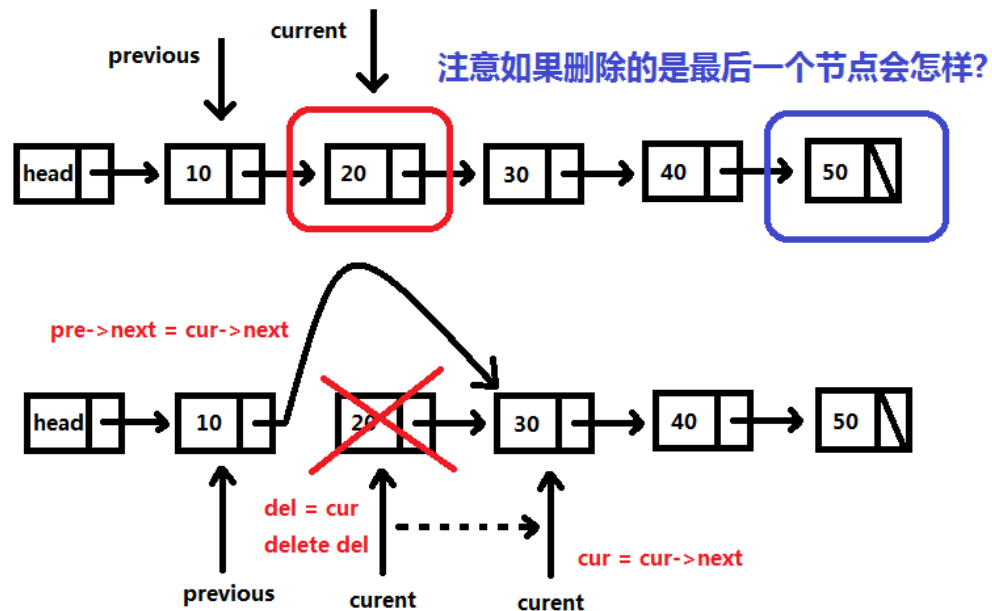 current
previous
注意如果删除的是最后一个节点会怎样?
head 10 20 30 40 50
pre->next = cur->next
head 10 20 30 40 50
del = cur
delete del
cur = cur->next
previous
curent
curent